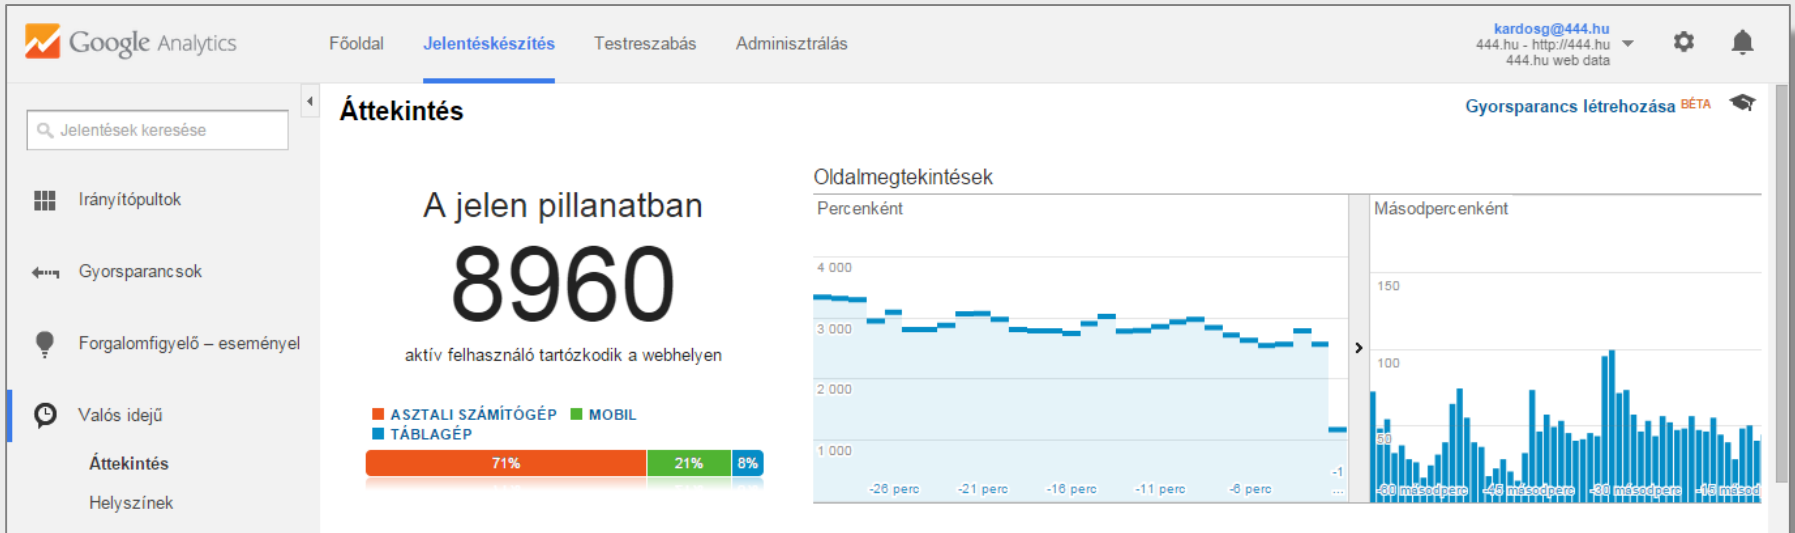 Google Analytics
Főoldal
Jelentéskészítés
Testreszabás
Adminisztrálás
kardosg@444.hu
444.hu - http://444.hu
444.hu web data
Jelentések keresése
Áttekintés
Gyorsparancs létrehozása BÉTA
Irányítópultok
Gyorsparancsok
Forgalomfigyelő – eseményel
Valós idejű
Áttekintés
Helyszínek
A jelen pillanatban
8960
aktív felhasználó tartózkodik a webhelyen
ASZTALI SZÁMÍTÓGÉP
MOBIL
TÁBLAGÉP
71%
21%
8%
Oldalmegtekintések
Percenként
4 000
3 000
2 000
1 000
-26 perc
-21 perc
-16 perc
-11 perc
-6 perc
-1
...
Másodpercenként
150
100
50
-60 másodperc
-45 másodperc
-30 másodperc
-15 másod